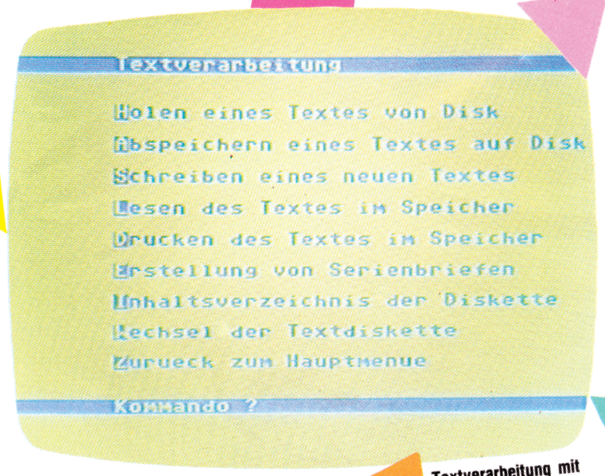 Textverarbeitung
Holen eines Textes von Disk
Abspeichern eines Textes auf Disk
Schreiben eines neuen Textes
Lesen des Textes im Speicher
Drucken des Textes im Speicher
Erstellung von Serienbriefen
Inhaltsverzeichnis der Diskette
Wechsel der Textdiskette
Zurueck zum Hauptmenue
Kommando ?
Textverarbeitung mit